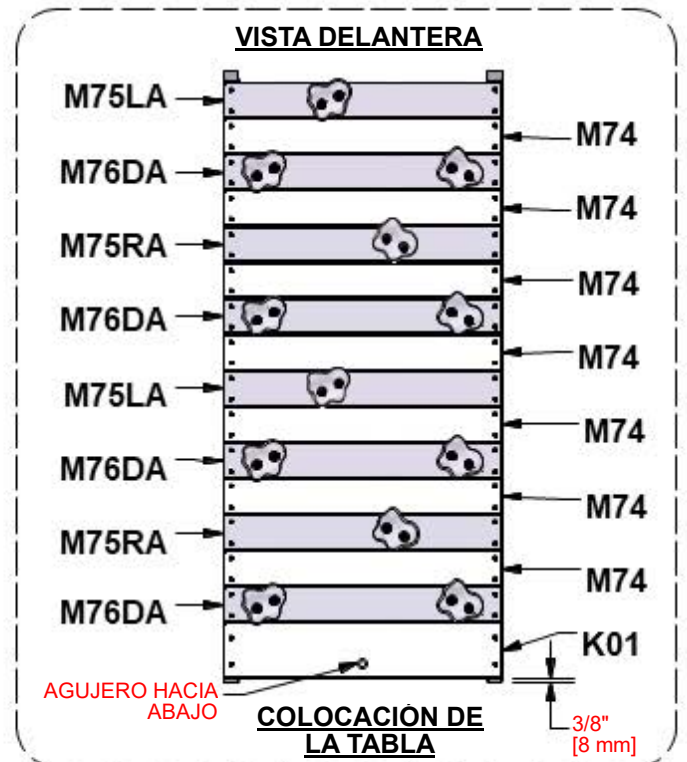 VISTA DELANTERA
M75LA
M74
M76DA
M74
M75RA
M74
M76DA
M74
M75LA
M74
M76DA
M74
M75RA
M74
M76DA
K01
AGUJERO HACIA
ABAJO
COLOCACIÓN DE
LA TABLA
3/8"
[8 mm]